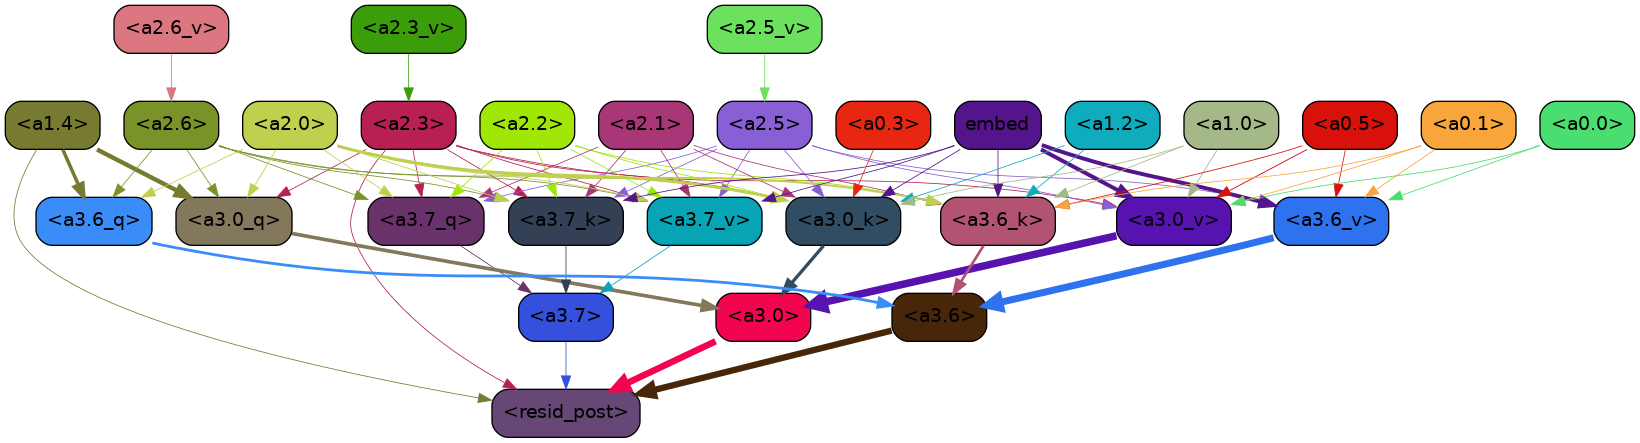 <a2.6_v> <a2.3_v> <a2.5_v>
<a1.4> <a2.6> <a2.0> <a2.3> <a2.2> <a2.1> <a2.5> <a0.3> embed <a1.2> <a1.0> <a0.5> <a0.1> <a0.0>
<a3.6_q> <a3.0_q> <a3.7_q> <a3.7_k> <a3.7_v> <a3.0_k> <a3.6_k> <a3.0_v> <a3.6_v>
<a3.7> <a3.0> <a3.6>
<resid_post>